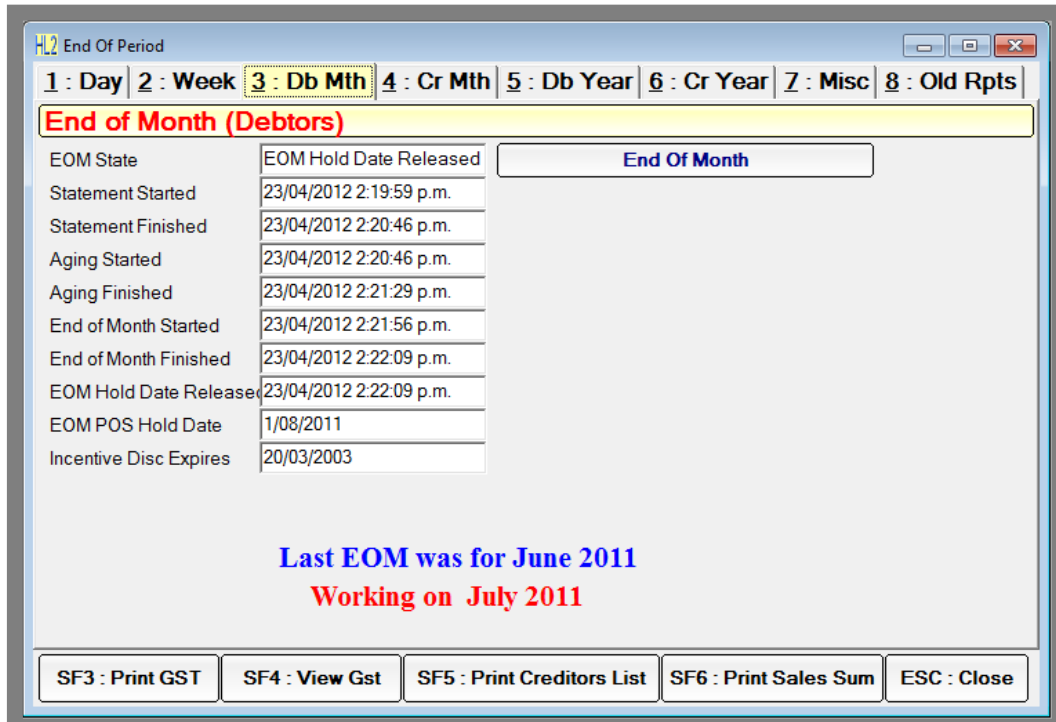 HL2 End Of Period
1 : Day 2 : Week 3 : Db Mth 4 : Cr Mth 5 : Db Year 6 : Cr Year 7 : Misc 8 : Old Rpts
End of Month (Debtors)
EOM State EOM Hold Date Released End Of Month
Statement Started 23/04/2012 2:19:59 p.m.
Statement Finished 23/04/2012 2:20:46 p.m.
Aging Started 23/04/2012 2:20:46 p.m.
Aging Finished 23/04/2012 2:21:29 p.m.
End of Month Started 23/04/2012 2:21:56 p.m.
End of Month Finished 23/04/2012 2:22:09 p.m.
EOM Hold Date Released 23/04/2012 2:22:09 p.m.
EOM POS Hold Date 1/08/2011
Incentive Disc Expires 20/03/2003
Last EOM was for June 2011
Working on July 2011
SF3 : Print GST SF4 : View Gst SF5 : Print Creditors List SF6 : Print Sales Sum ESC : Close